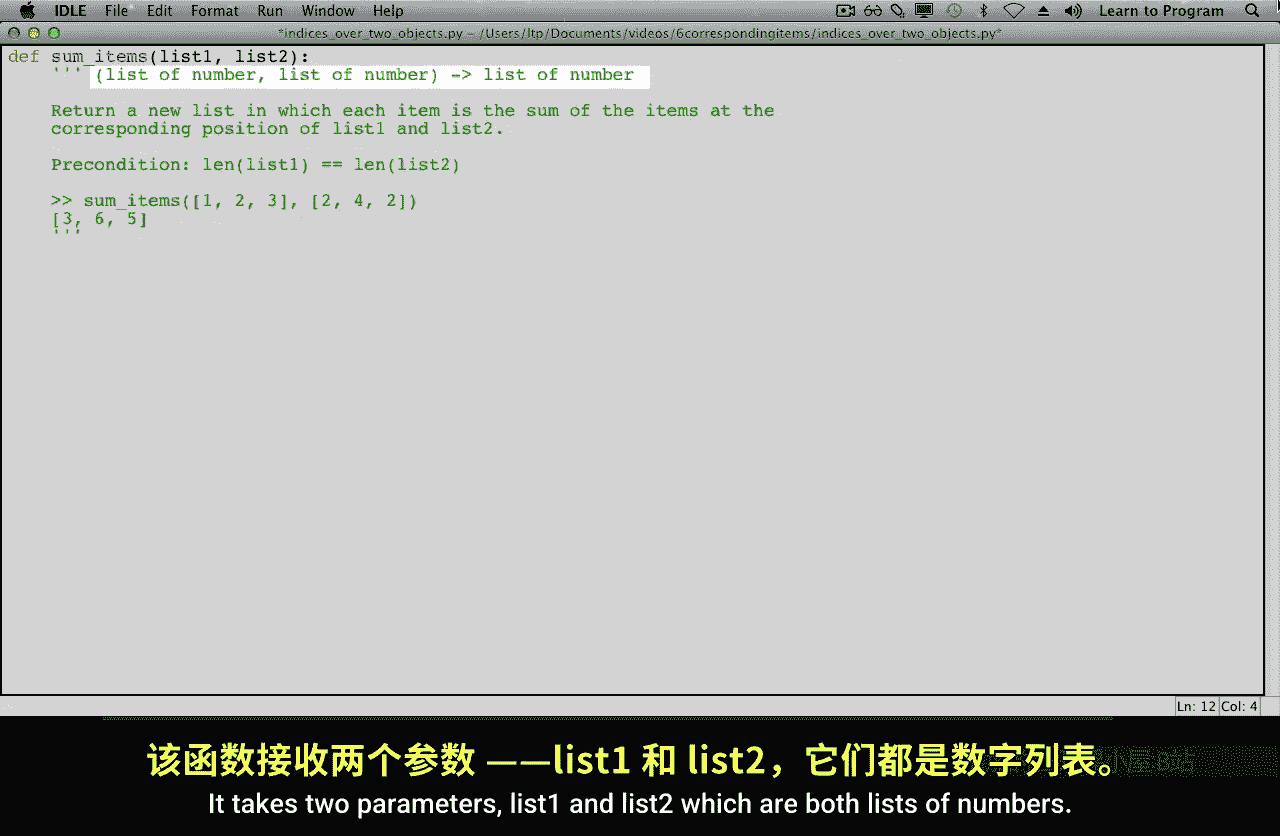 IDLE File Edit Format Run Window Help Learn to Program
*indices_over_two_objects.py - /Users/ltp/Documents/videos/6correspondingitems/indices_over_two_objects.py*
def sum_items(list1, list2):
''' (list of number, list of number) -> list of number
Return a new list in which each item is the sum of the items at the
corresponding position of list1 and list2.
Precondition: len(list1) == len(list2)
>> sum_items([1, 2, 3], [2, 4, 2])
[3, 6, 5]
'''
Ln: 12 Col: 4
该函数接收两个参数 ——list1 和 list2，它们都是数字列表。
It takes two parameters, list1 and list2 which are both lists of numbers.